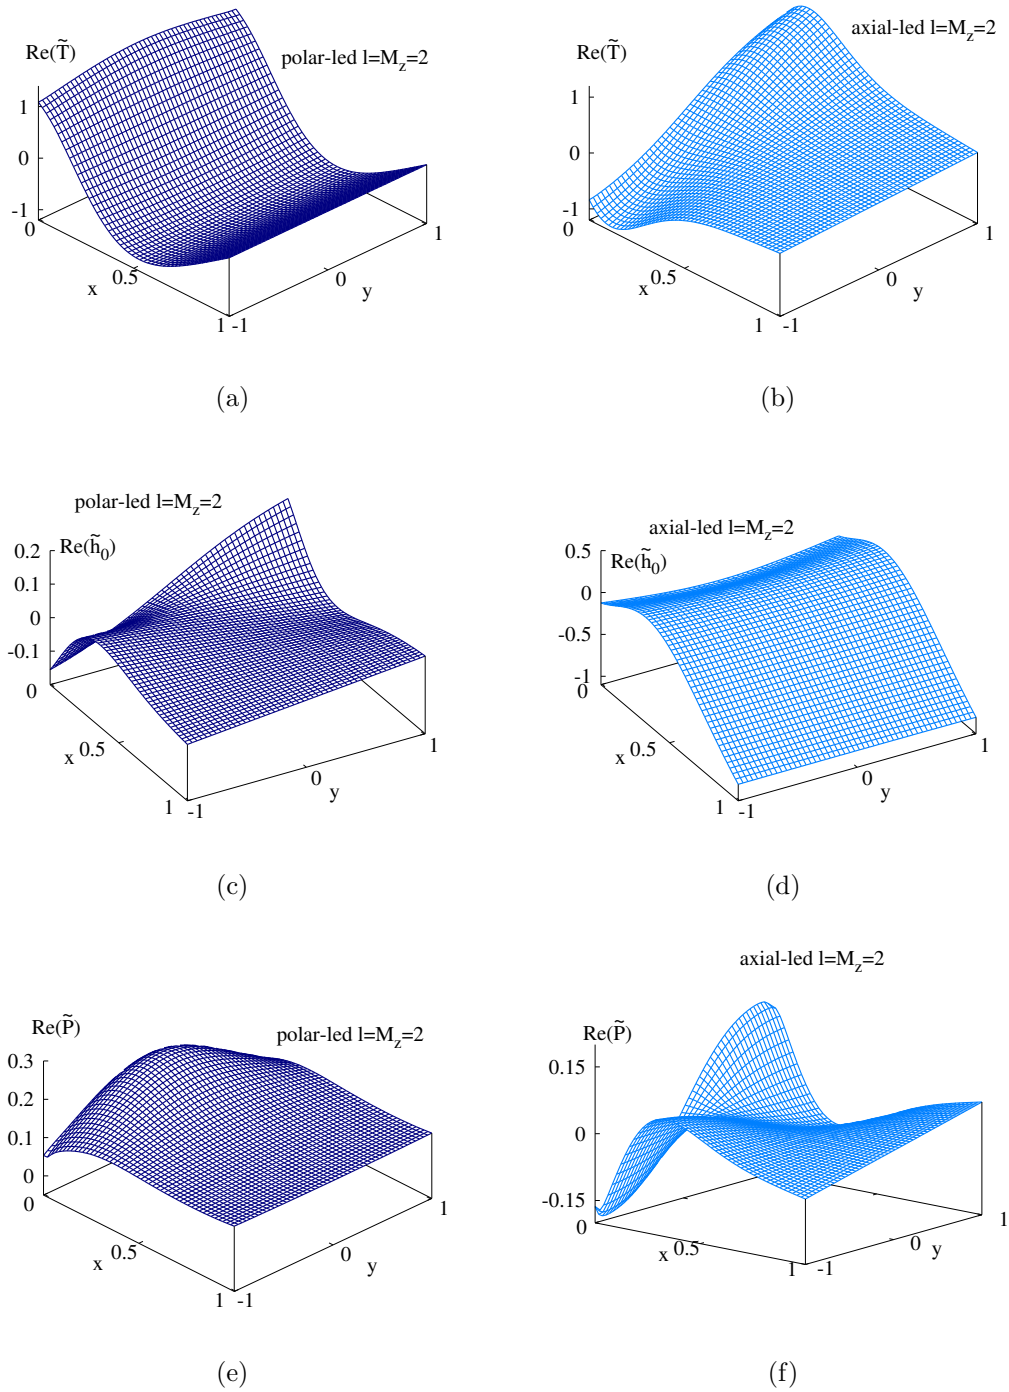 Re(T̃)
polar-led l=M_z=2
1
0
-1
0
0.5
x
1
-1
0
y
1
(a)
Re(T̃)
axial-led l=M_z=2
1
0
-1
0
0.5
x
1
-1
0
y
1
(b)
polar-led l=M_z=2
Re(h̃_0)
0.2
0.1
0
-0.1
0
0.5
x
1
-1
0
y
1
(c)
axial-led l=M_z=2
Re(h̃_0)
0.5
0
-0.5
-1
0
0.5
x
1
-1
0
y
1
(d)
Re(P̃)
polar-led l=M_z=2
0.3
0.2
0.1
0
0
0.5
x
1
-1
0
y
1
(e)
axial-led l=M_z=2
Re(P̃)
0.15
0
-0.15
0
x
0.5
1
-1
0
y
1
(f)